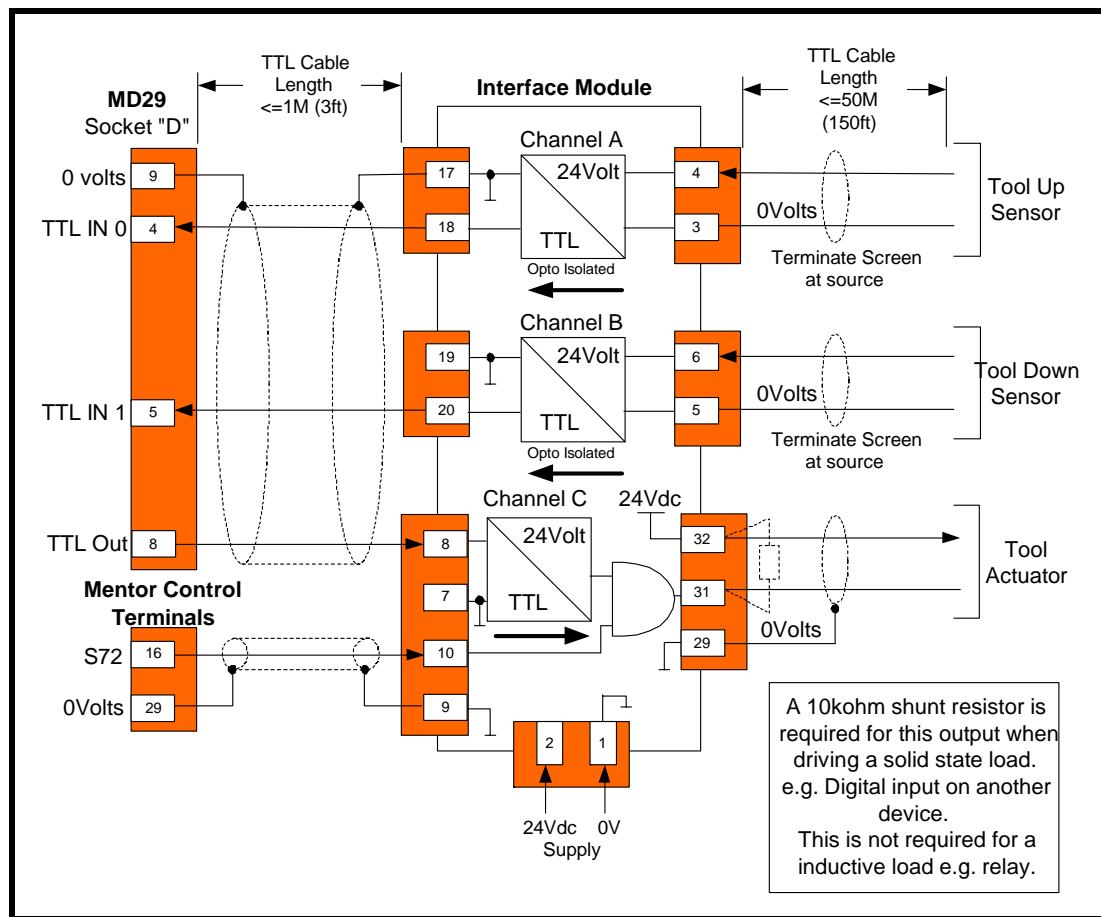 TTL Cable
Length
<=1M (3ft)
TTL Cable
Length
<=50M
(150ft)
MD29
Socket "D"
Interface Module
Channel A
0 volts
9
17
24Volt
4
TTL IN 0
4
18
TTL
3
0Volts
Tool Up
Sensor
Opto Isolated
Terminate Screen
at source
Channel B
19
24Volt
6
TTL IN 1
5
20
TTL
5
0Volts
Tool Down
Sensor
Opto Isolated
Terminate Screen
at source
Channel C
24Vdc
TTL Out
8
8
24Volt
32
Tool
Actuator
7
TTL
31
0Volts
29
Mentor Control
Terminals
S72
16
10
0Volts
29
9
2
1
24Vdc
0V
Supply
A 10kohm shunt resistor is
required for this output when
driving a solid state load.
e.g. Digital input on another
device.
This is not required for a
inductive load e.g. relay.